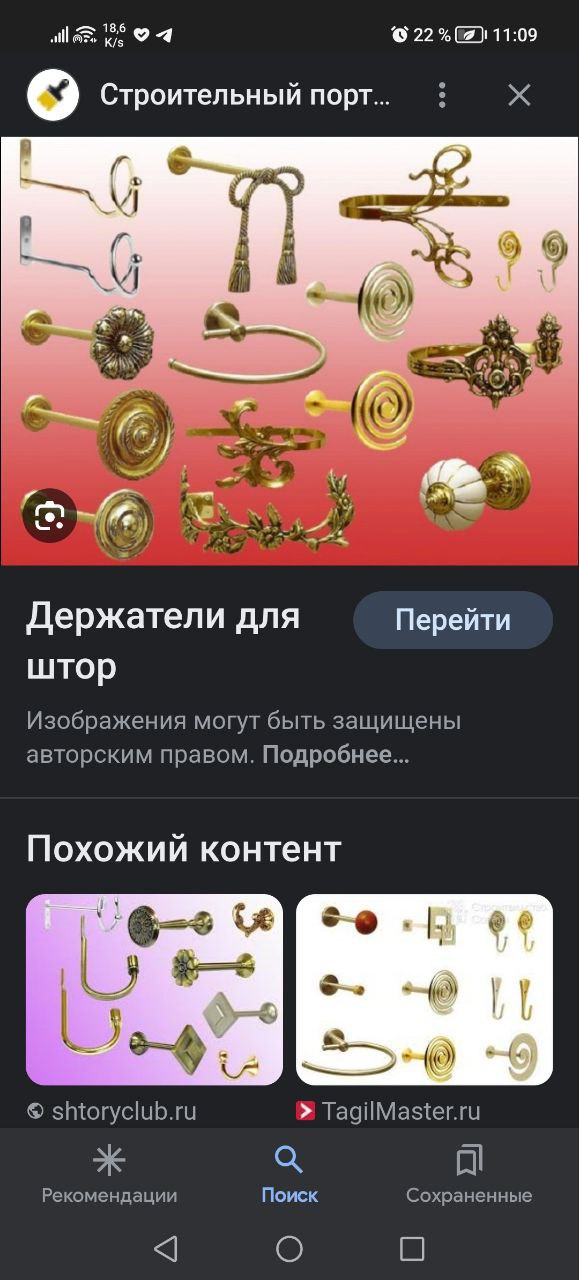 18,6
K/s
22 %
11:09
Строительный порт...
Держатели для
штор
Перейти
Изображения могут быть защищены
авторским правом. Подробнее...
Похожий контент
shtoryclub.ru
TagilMaster.ru
Рекомендации
Поиск
Сохраненные